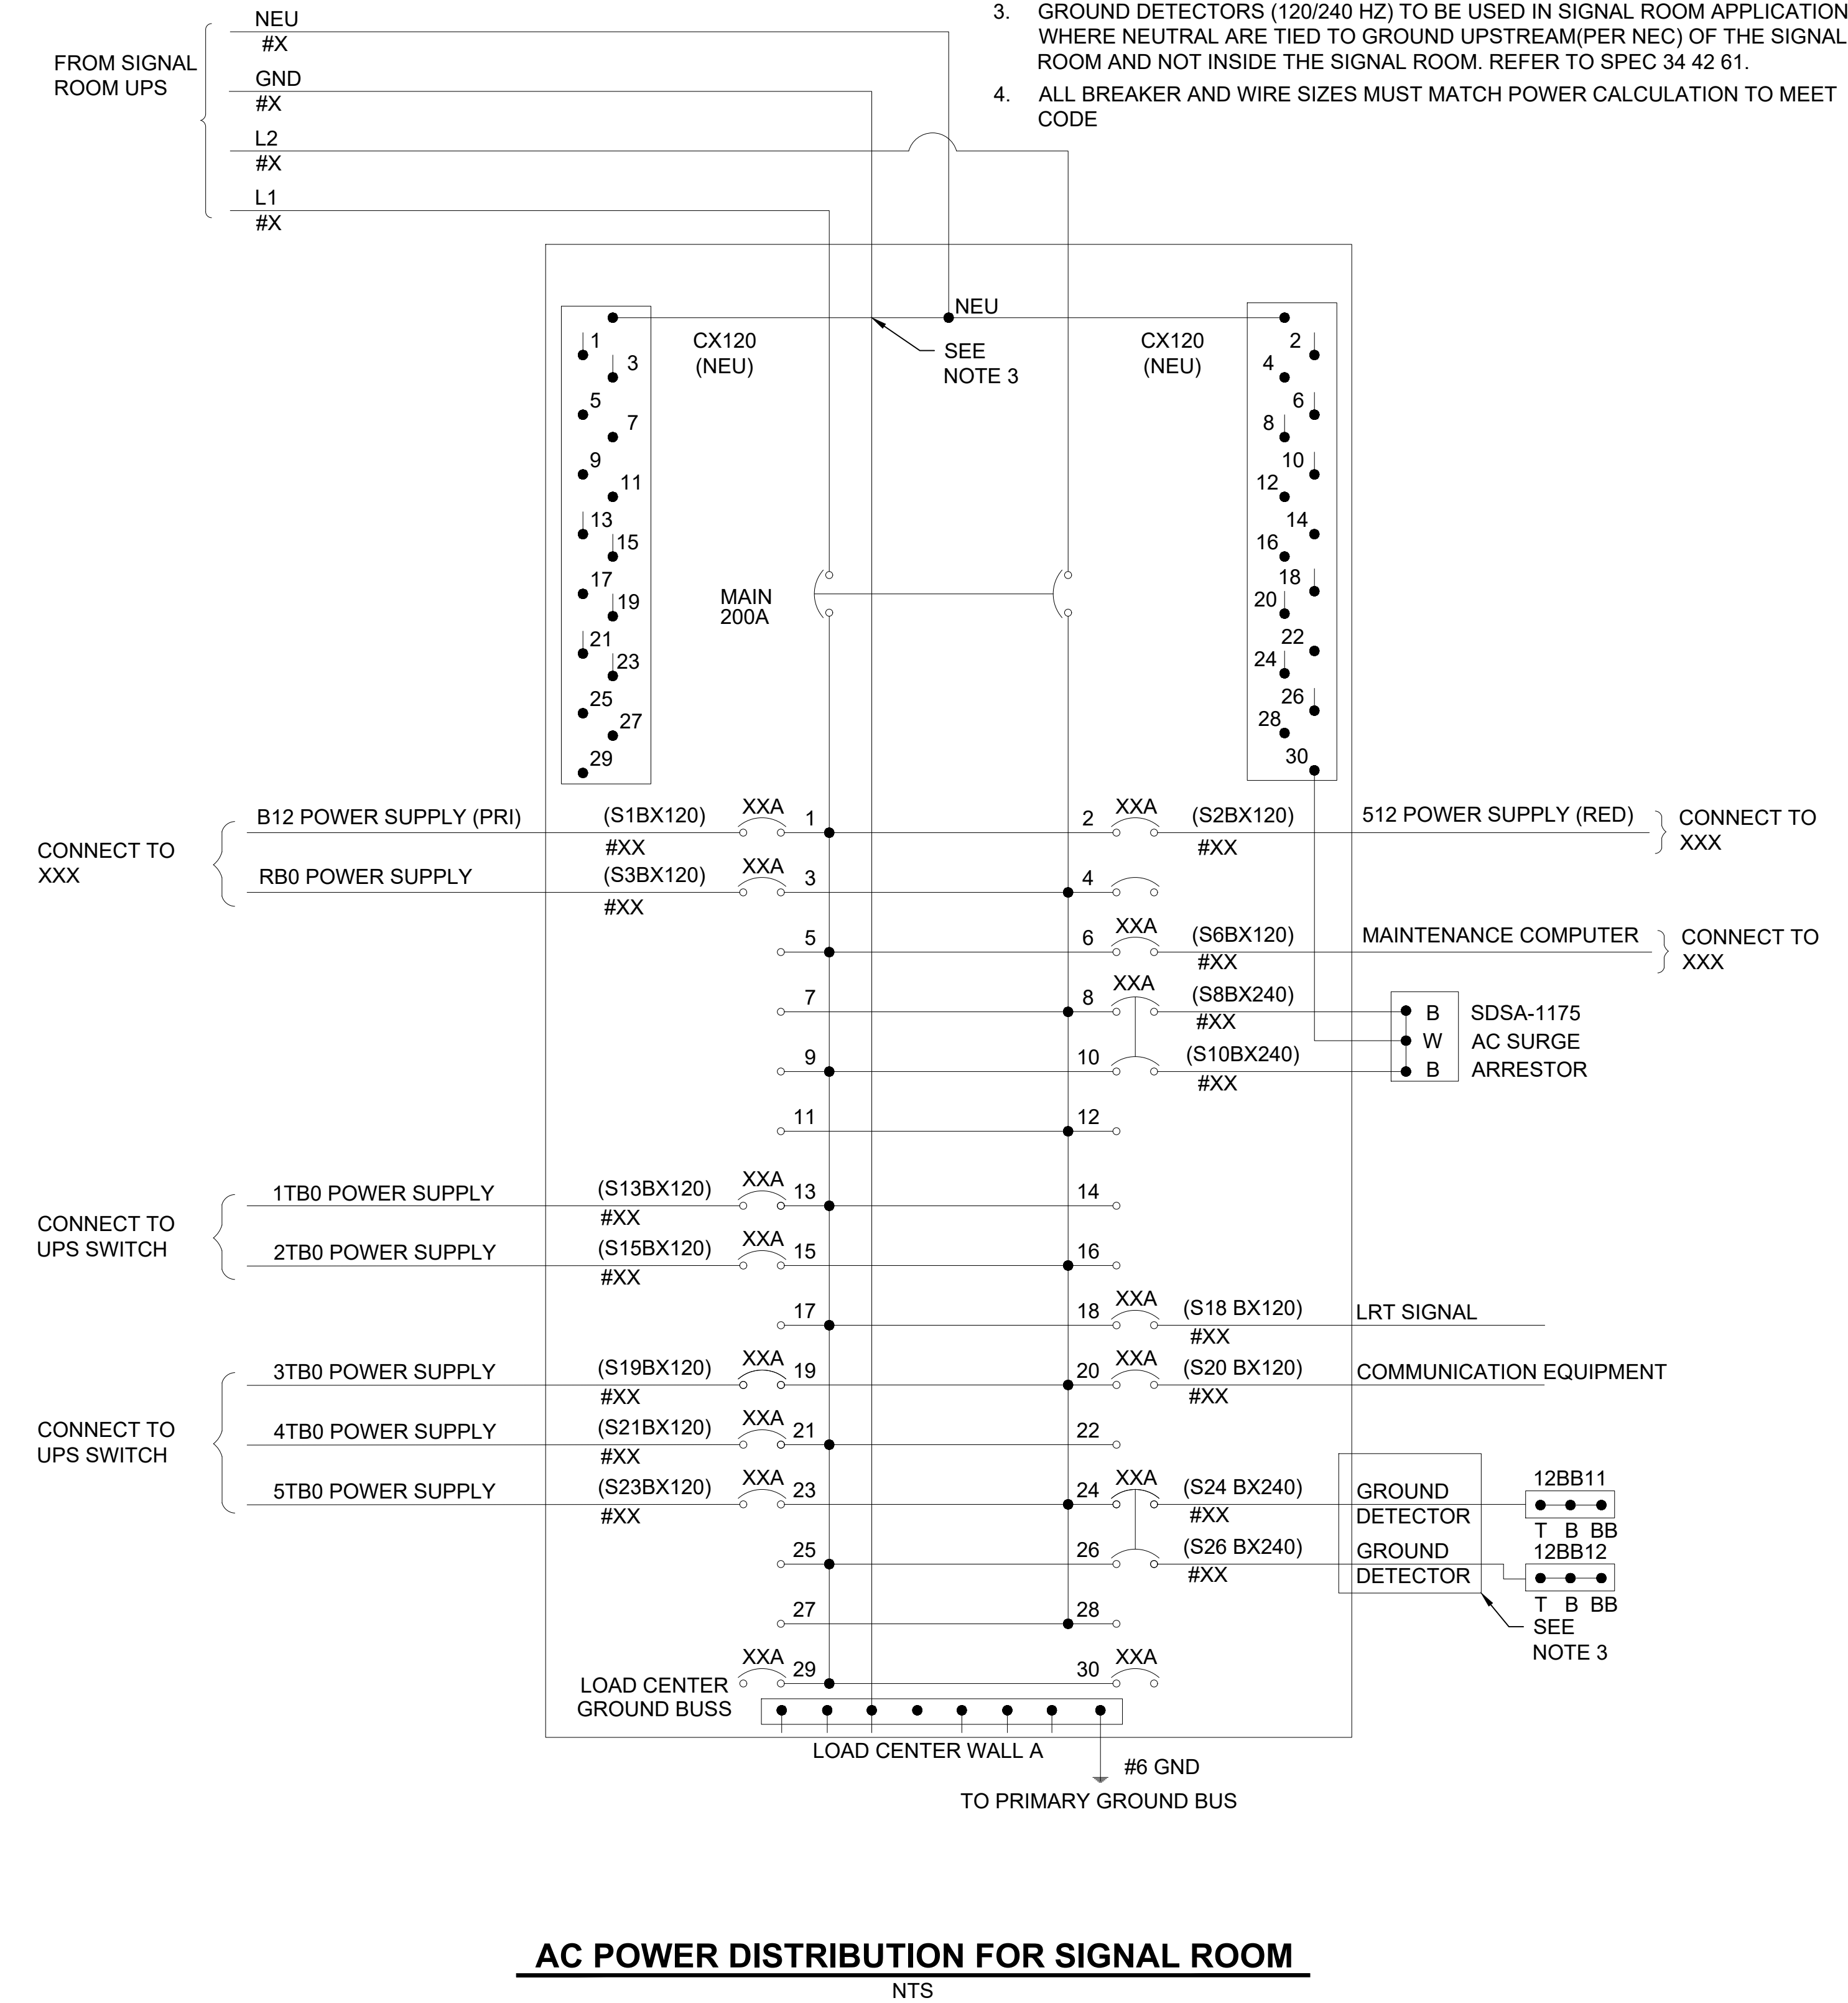 3. GROUND DETECTORS (120/240 HZ) TO BE USED IN SIGNAL ROOM APPLICATION
WHERE NEUTRAL ARE TIED TO GROUND UPSTREAM(PER NEC) OF THE SIGNAL
ROOM AND NOT INSIDE THE SIGNAL ROOM. REFER TO SPEC 34 42 61.
4. ALL BREAKER AND WIRE SIZES MUST MATCH POWER CALCULATION TO MEET
CODE
FROM SIGNAL
ROOM UPS
NEU
#X
GND
#X
L2
#X
L1
#X
NEU
CX120
(NEU)
SEE
NOTE 3
CX120
(NEU)
1
3
5
7
9
11
13
15
17
19
21
23
25
27
29
2
4
6
8
10
12
14
16
18
20
22
24
26
28
30
MAIN
200A
CONNECT TO
XXX
B12 POWER SUPPLY (PRI) (S1BX120) XXA 1
#XX
RB0 POWER SUPPLY (S3BX120) XXA 3
#XX
5
7
9
11
CONNECT TO
UPS SWITCH
1TB0 POWER SUPPLY (S13BX120) XXA 13
#XX
2TB0 POWER SUPPLY (S15BX120) XXA 15
#XX
17
CONNECT TO
UPS SWITCH
3TB0 POWER SUPPLY (S19BX120) XXA 19
#XX
4TB0 POWER SUPPLY (S21BX120) XXA 21
#XX
5TB0 POWER SUPPLY (S23BX120) XXA 23
#XX
25
27
XXA 29
2 XXA (S2BX120) 512 POWER SUPPLY (RED)
#XX
CONNECT TO
XXX
4
6 XXA (S6BX120) MAINTENANCE COMPUTER
#XX
CONNECT TO
XXX
8 XXA (S8BX240)
#XX
10 (S10BX240)
#XX
B SDSA-1175
W AC SURGE
B ARRESTOR
12
14
16
18 XXA (S18 BX120) LRT SIGNAL
#XX
20 XXA (S20 BX120) COMMUNICATION EQUIPMENT
#XX
22
24 XXA (S24 BX240) GROUND
#XX DETECTOR
12BB11
T B BB
26 (S26 BX240) GROUND
#XX DETECTOR
12BB12
T B BB
SEE
NOTE 3
28
30 XXA
LOAD CENTER
GROUND BUSS
LOAD CENTER WALL A
#6 GND
TO PRIMARY GROUND BUS
AC POWER DISTRIBUTION FOR SIGNAL ROOM
NTS